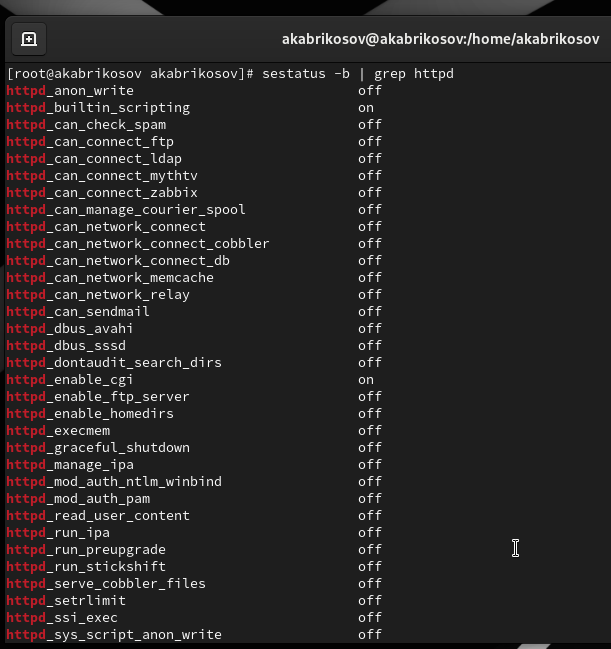 akabrikosov@akabrikosov:/home/akabrikosov
[root@akabrikosov akabrikosov]# sestatus -b | grep httpd
httpd_anon_write off
httpd_builtin_scripting on
httpd_can_check_spam off
httpd_can_connect_ftp off
httpd_can_connect_ldap off
httpd_can_connect_mythtv off
httpd_can_connect_zabbix off
httpd_can_manage_courier_spool off
httpd_can_network_connect off
httpd_can_network_connect_cobbler off
httpd_can_network_connect_db off
httpd_can_network_memcache off
httpd_can_network_relay off
httpd_can_sendmail off
httpd_dbus_avahi off
httpd_dbus_sssd off
httpd_dontaudit_search_dirs off
httpd_enable_cgi on
httpd_enable_ftp_server off
httpd_enable_homedirs off
httpd_execmem off
httpd_graceful_shutdown off
httpd_manage_ipa off
httpd_mod_auth_ntlm_winbind off
httpd_mod_auth_pam off
httpd_read_user_content off
httpd_run_ipa off
httpd_run_preupgrade off
httpd_run_stickshift off
httpd_serve_cobbler_files off
httpd_setrlimit off
httpd_ssi_exec off
httpd_sys_script_anon_write off